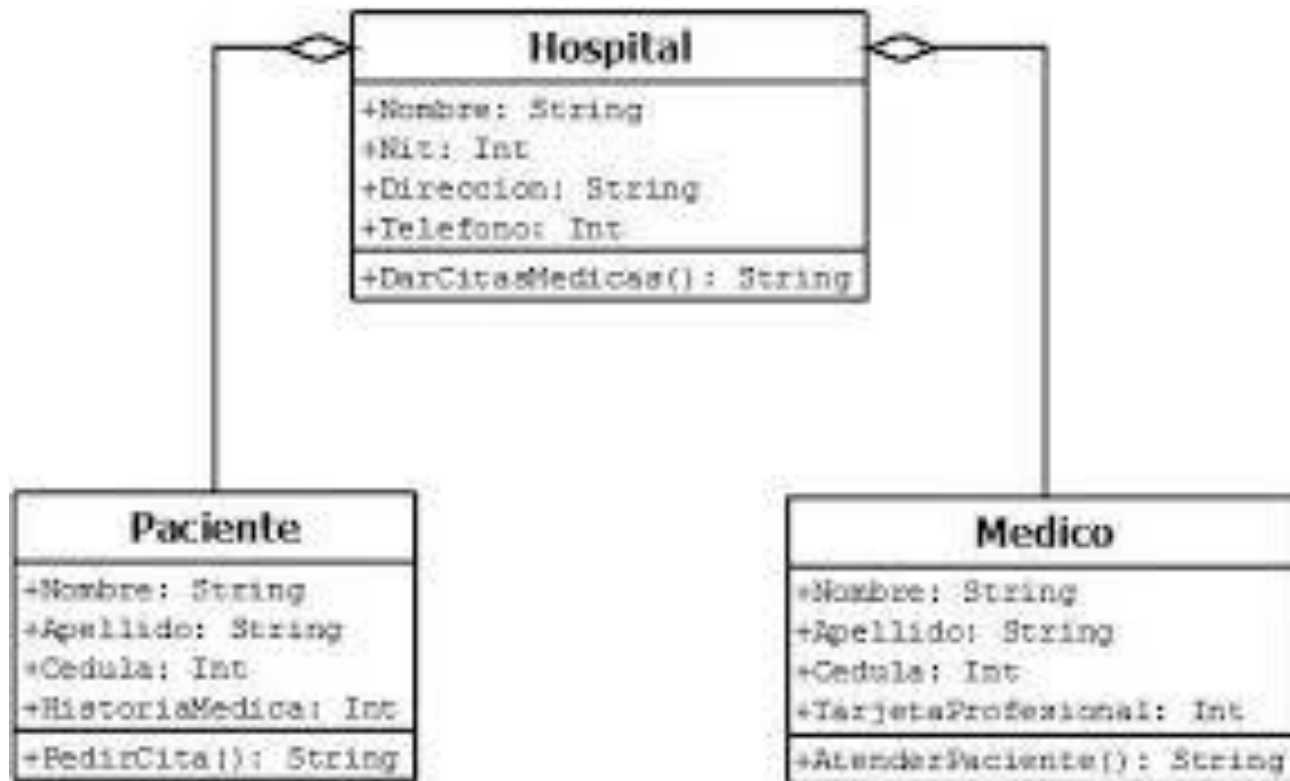 Hospital
+Nombre: String
+Nit: Int
+Direccion: String
+Telefono: Int
+DarCitasMedicas(): String
Paciente
+Nombre: String
+Apellido: String
+Cedula: Int
+HistoriaMedica: Int
+PedirCita(): String
Medico
+Nombre: String
+Apellido: String
+Cedula: Int
+TarjetaProfesional: Int
+AtenderPaciente(): String